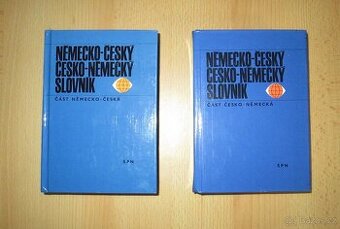 NĚMECKO-ČESKÝ
ČESKO-NĚMECKÝ
SLOVNÍK
ČÁST NĚMECKO-ČESKÁ
SPN
NĚMECKO-ČESKÝ
ČESKO-NĚMECKÝ
SLOVNÍK
ČÁST ČESKO-NĚMECKÁ
SPN